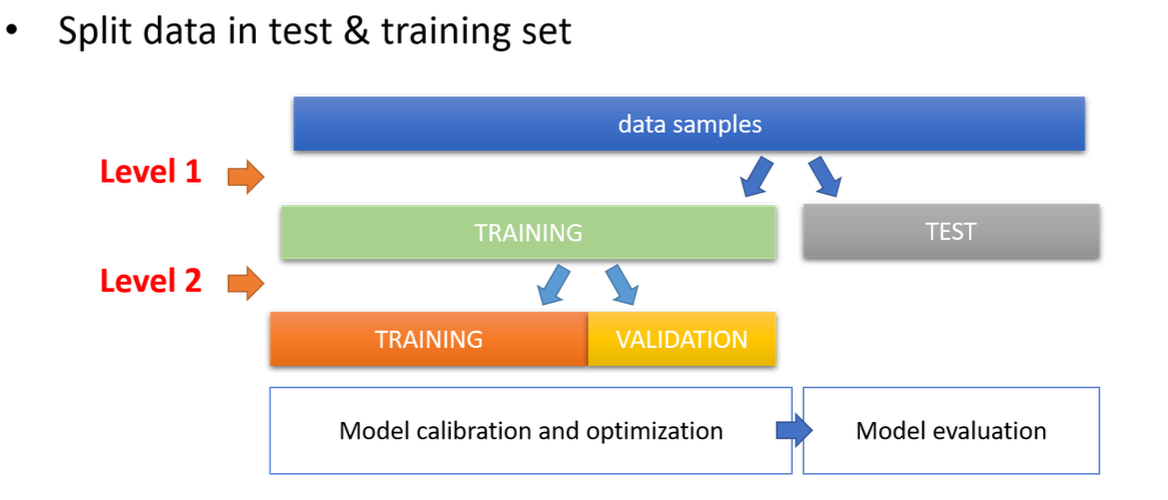 • Split data in test & training set
data samples
Level 1
TRAINING
TEST
Level 2
TRAINING
VALIDATION
Model calibration and optimization
Model evaluation